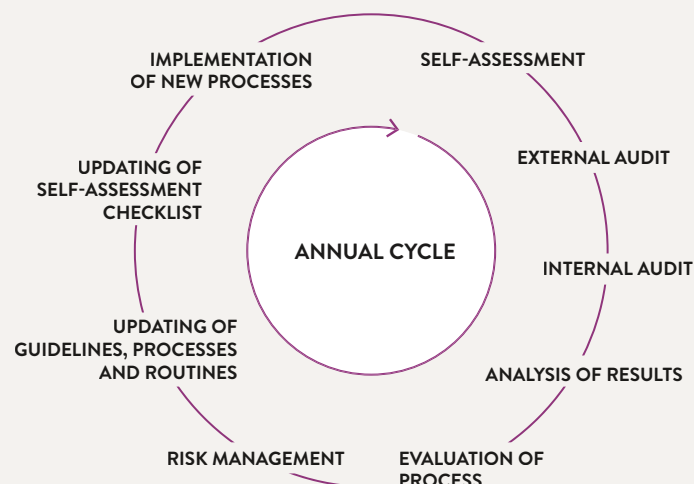 IMPLEMENTATION
OF NEW PROCESSES
SELF-ASSESSMENT
UPDATING OF
SELF-ASSESSMENT
CHECKLIST
EXTERNAL AUDIT
ANNUAL CYCLE
INTERNAL AUDIT
UPDATING OF
GUIDELINES, PROCESSES
AND ROUTINES
ANALYSIS OF RESULTS
RISK MANAGEMENT
EVALUATION OF
PROCESS